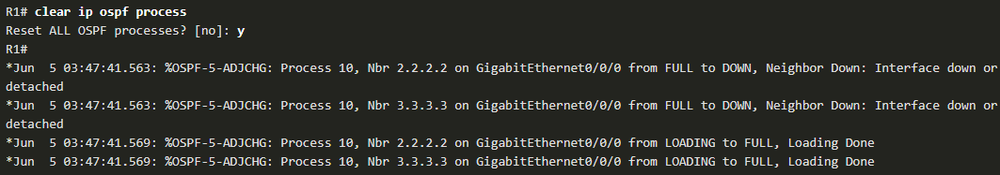 R1# clear ip ospf process
Reset ALL OSPF processes? [no]: y
R1#
*Jun  5 03:47:41.563: %OSPF-5-ADJCHG: Process 10, Nbr 2.2.2.2 on GigabitEthernet0/0/0 from FULL to DOWN, Neighbor Down: Interface down or
detached
*Jun  5 03:47:41.563: %OSPF-5-ADJCHG: Process 10, Nbr 3.3.3.3 on GigabitEthernet0/0/0 from FULL to DOWN, Neighbor Down: Interface down or
detached
*Jun  5 03:47:41.569: %OSPF-5-ADJCHG: Process 10, Nbr 2.2.2.2 on GigabitEthernet0/0/0 from LOADING to FULL, Loading Done
*Jun  5 03:47:41.569: %OSPF-5-ADJCHG: Process 10, Nbr 3.3.3.3 on GigabitEthernet0/0/0 from LOADING to FULL, Loading Done